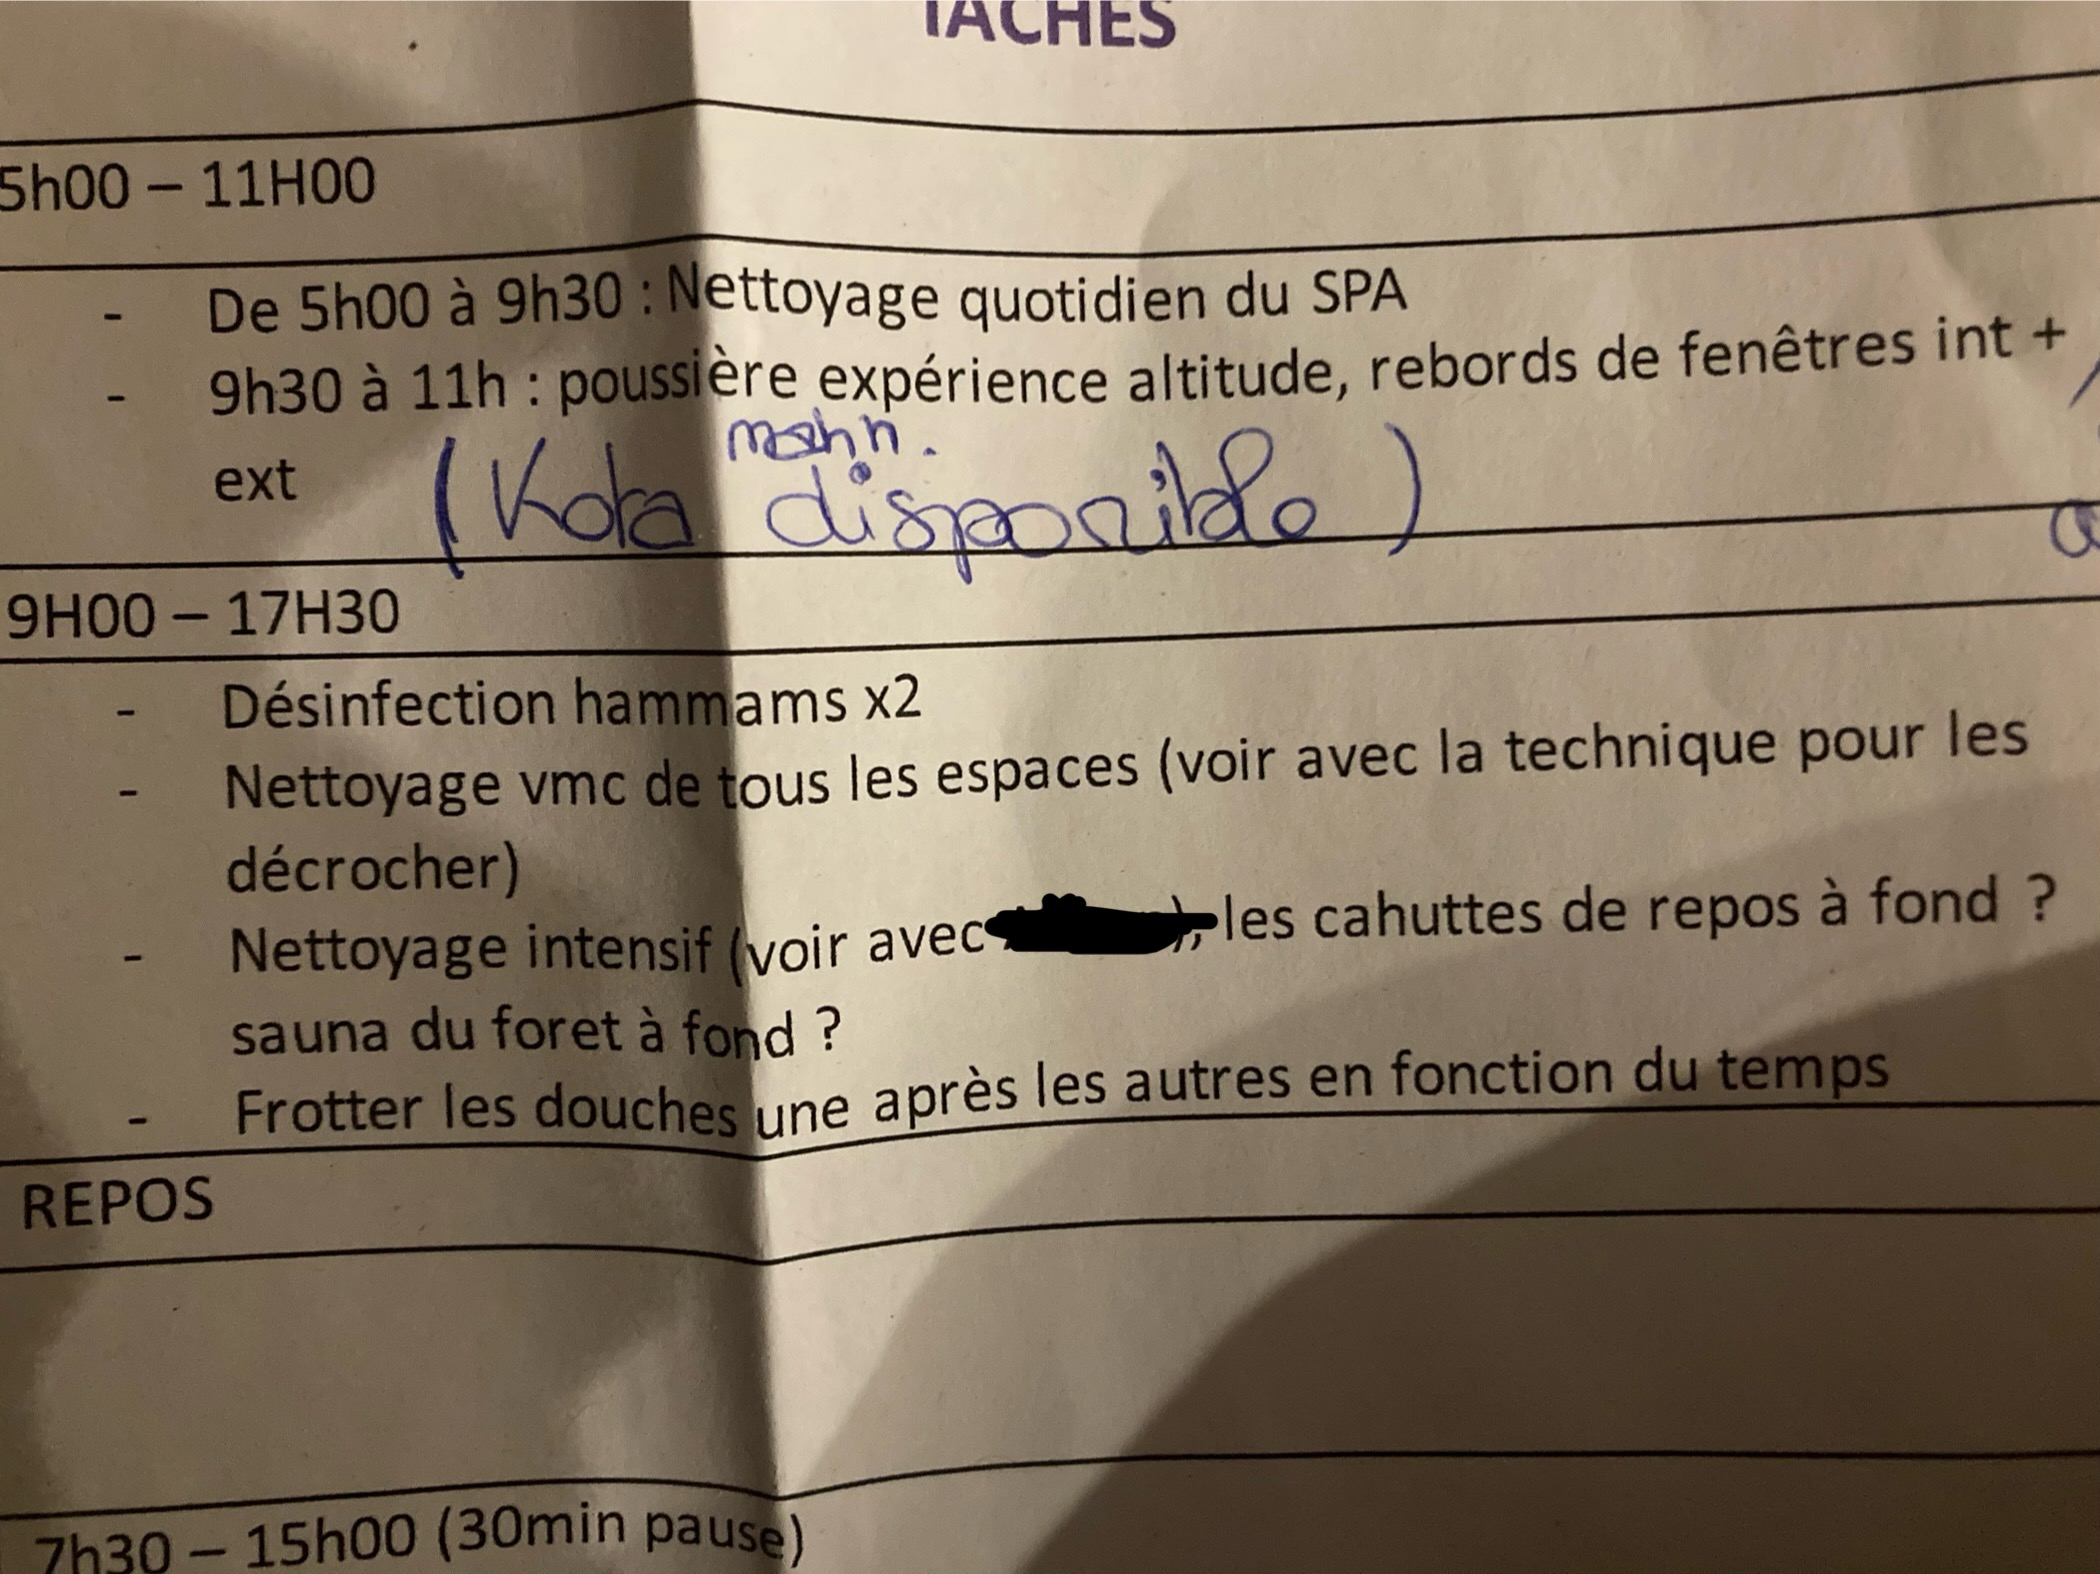 TACHES
5h00 – 11H00
- De 5h00 à 9h30 : Nettoyage quotidien du SPA
- 9h30 à 11h : poussière expérience altitude, rebords de fenêtres int +
ext (Kota disponible)
9H00 – 17H30
- Désinfection hammams x2
- Nettoyage vmc de tous les espaces (voir avec la technique pour les
décrocher)
- Nettoyage intensif (voir avec ), les cahuttes de repos à fond ?
sauna du foret à fond ?
- Frotter les douches une après les autres en fonction du temps
REPOS
7h30 – 15h00 (30min pause)